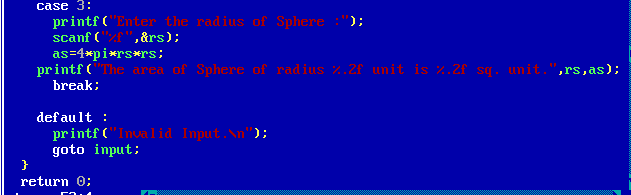 case 3:
printf("Enter the radius of Sphere :");
scanf("%f",&rs);
as=4*pi*rs*rs;
printf("The area of Sphere of radius %.2f unit is %.2f sq. unit.",rs,as);
break;
default :
printf("Invalid Input.\n");
goto input;
}
return 0;